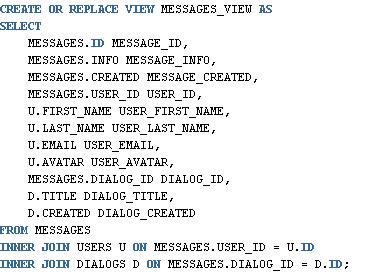 CREATE OR REPLACE VIEW MESSAGES_VIEW AS
SELECT
MESSAGES.ID MESSAGE_ID,
MESSAGES.INFO MESSAGE_INFO,
MESSAGES.CREATED MESSAGE_CREATED,
MESSAGES.USER_ID USER_ID,
U.FIRST_NAME USER_FIRST_NAME,
U.LAST_NAME USER_LAST_NAME,
U.EMAIL USER_EMAIL,
U.AVATAR USER_AVATAR,
MESSAGES.DIALOG_ID DIALOG_ID,
D.TITLE DIALOG_TITLE,
D.CREATED DIALOG_CREATED
FROM MESSAGES
INNER JOIN USERS U ON MESSAGES.USER_ID = U.ID
INNER JOIN DIALOGS D ON MESSAGES.DIALOG_ID = D.ID;